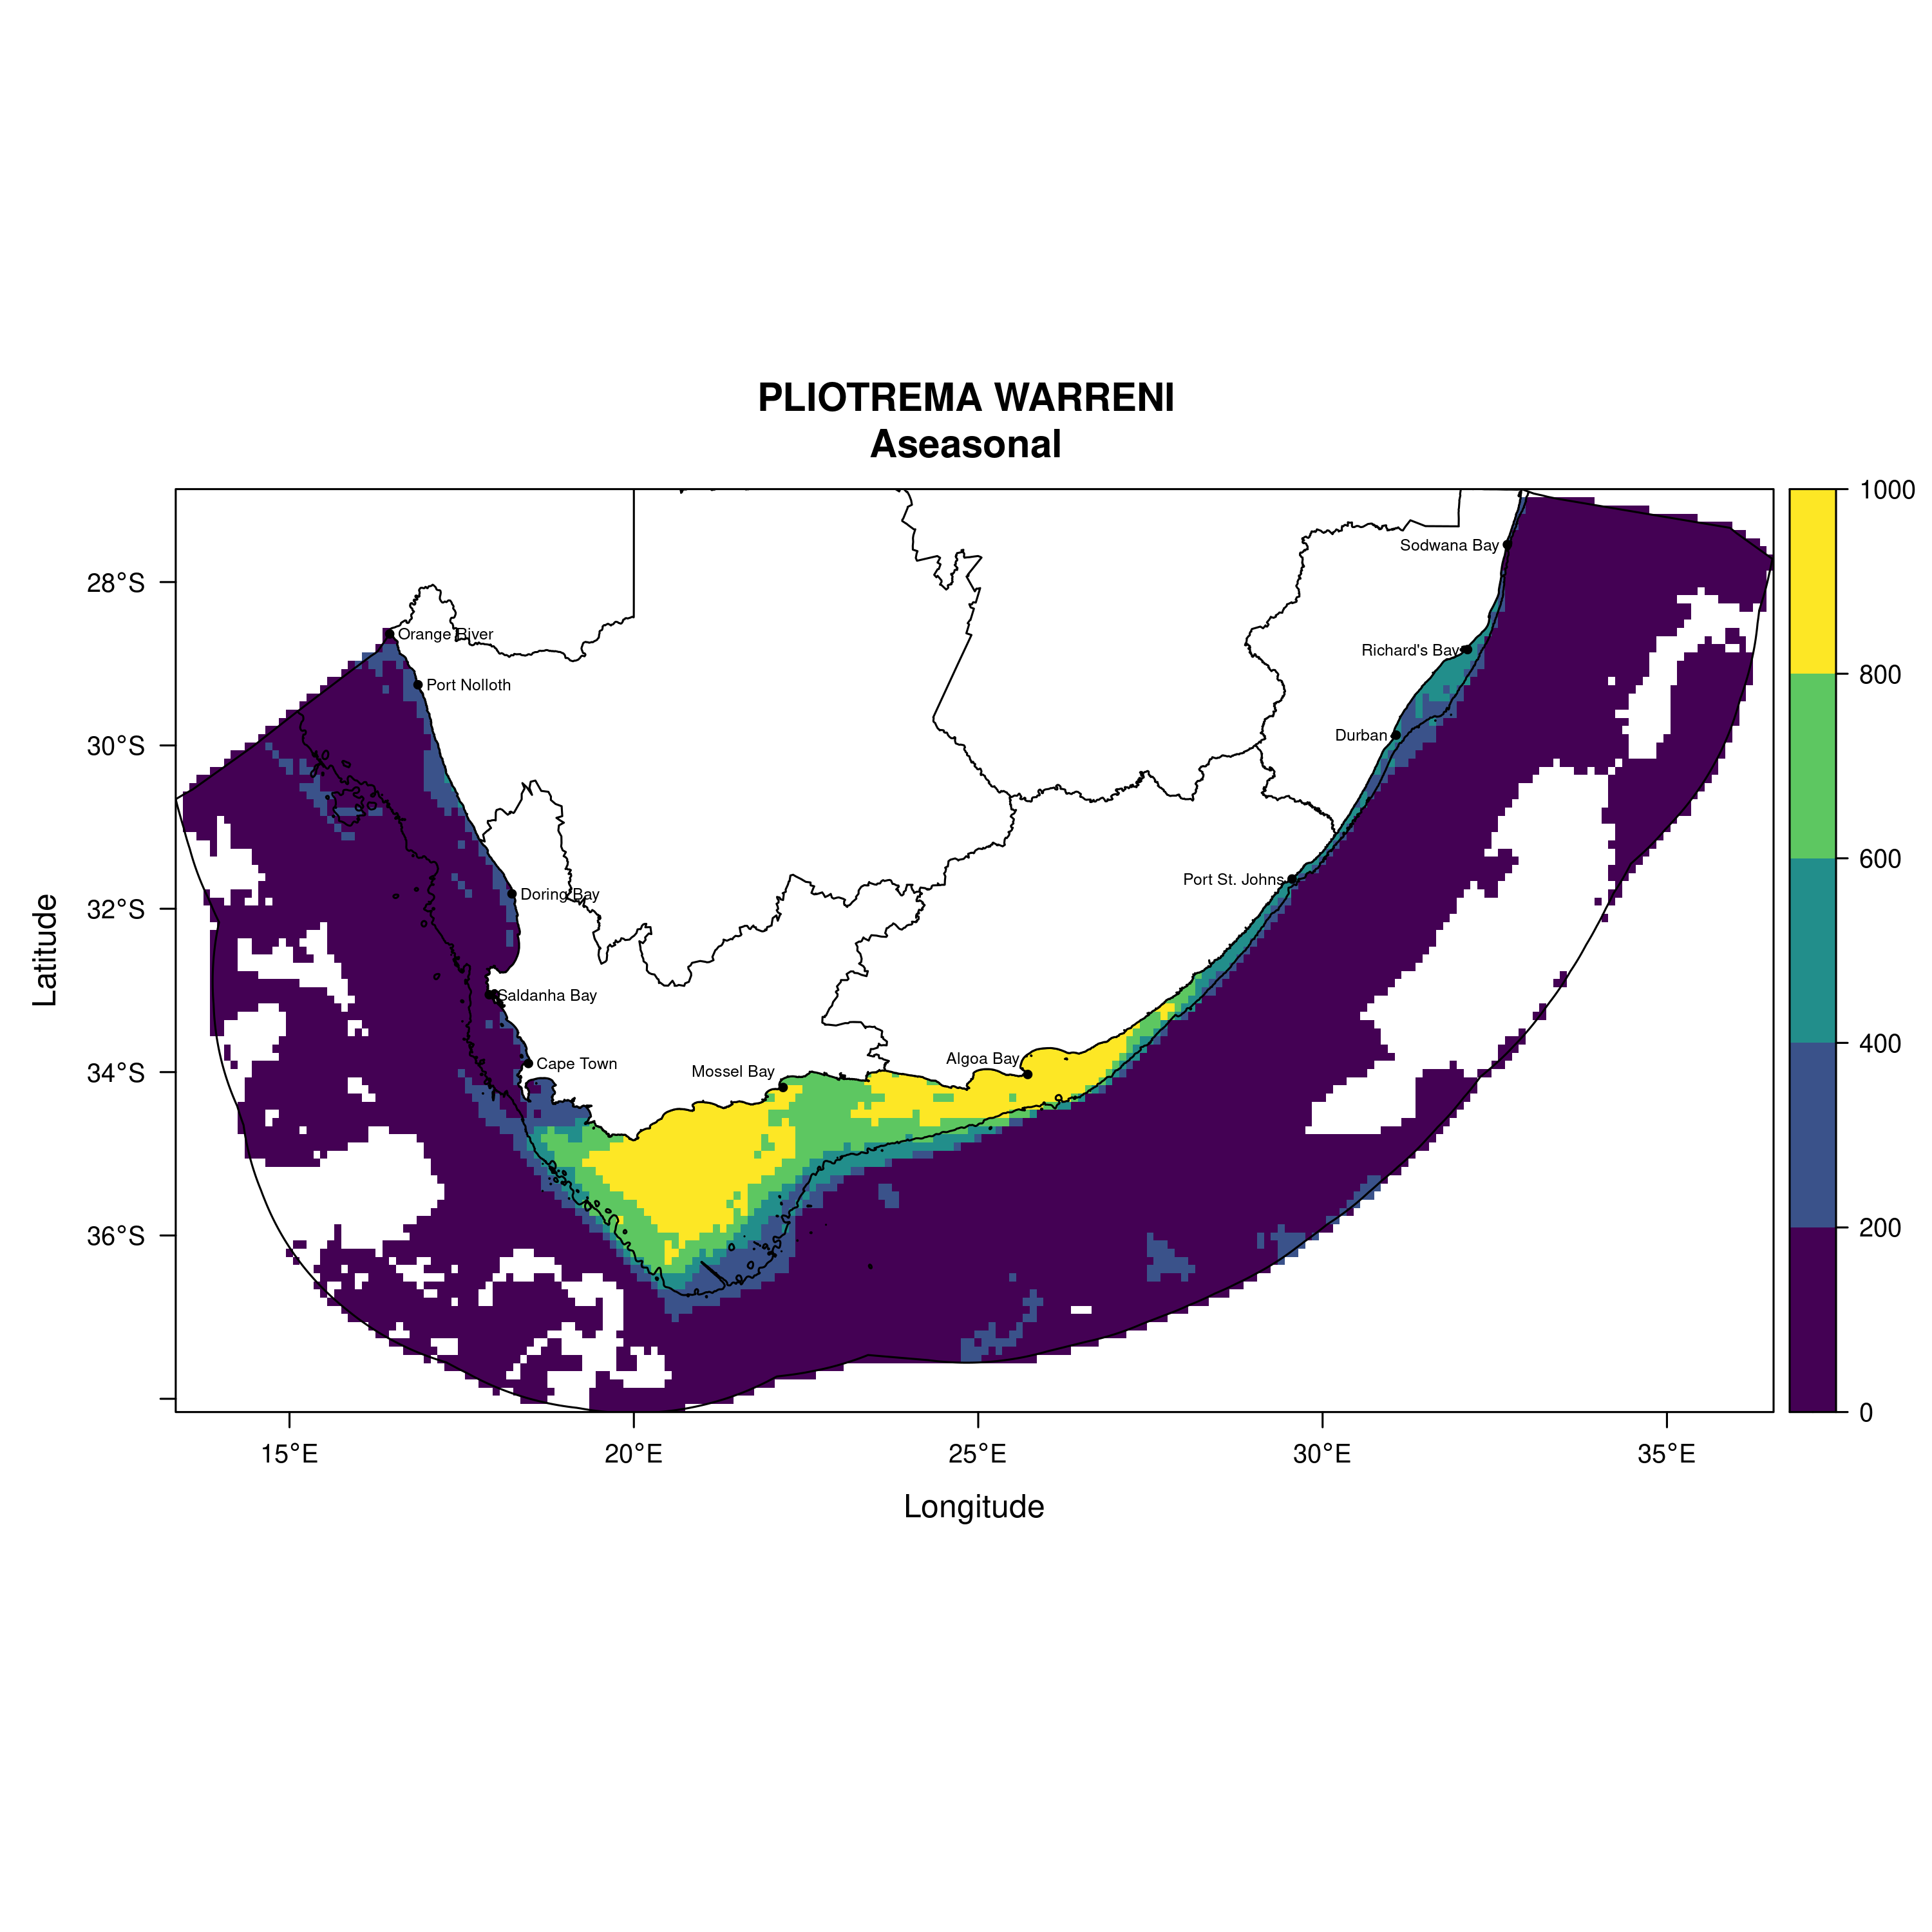 PLIOTREMA WARRENI
Aseasonal
1000
800
600
400
200
0
28°S
30°S
32°S
34°S
36°S
Latitude
Sodwana Bay
Orange River
Richard's Bay
Port Nolloth
Durban
Port St. Johns
Doring Bay
Saldanha Bay
Cape Town
Mossel Bay
Algoa Bay
15°E
20°E
25°E
30°E
35°E
Longitude